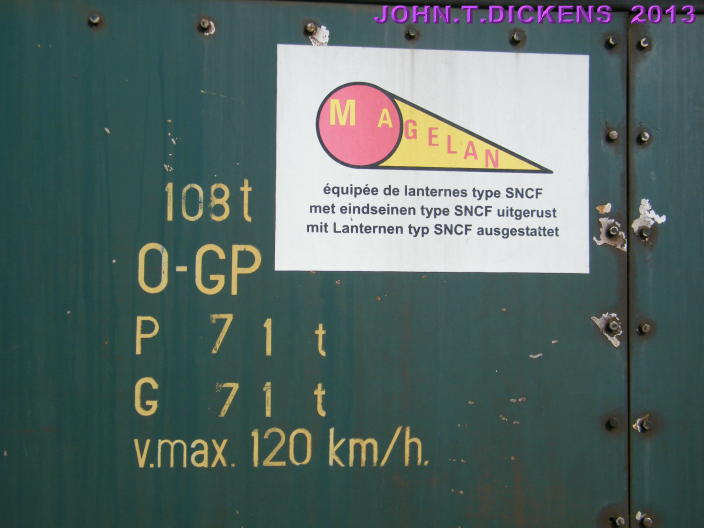 JOHN.T.DICKENS 2013
MAGELAN
équipée de lanternes type SNCF
met eindseinen type SNCF uitgerust
mit Lanternen typ SNCF ausgestattet
108t
O-GP
P 71 t
G 71 t
v.max. 120 km/h.